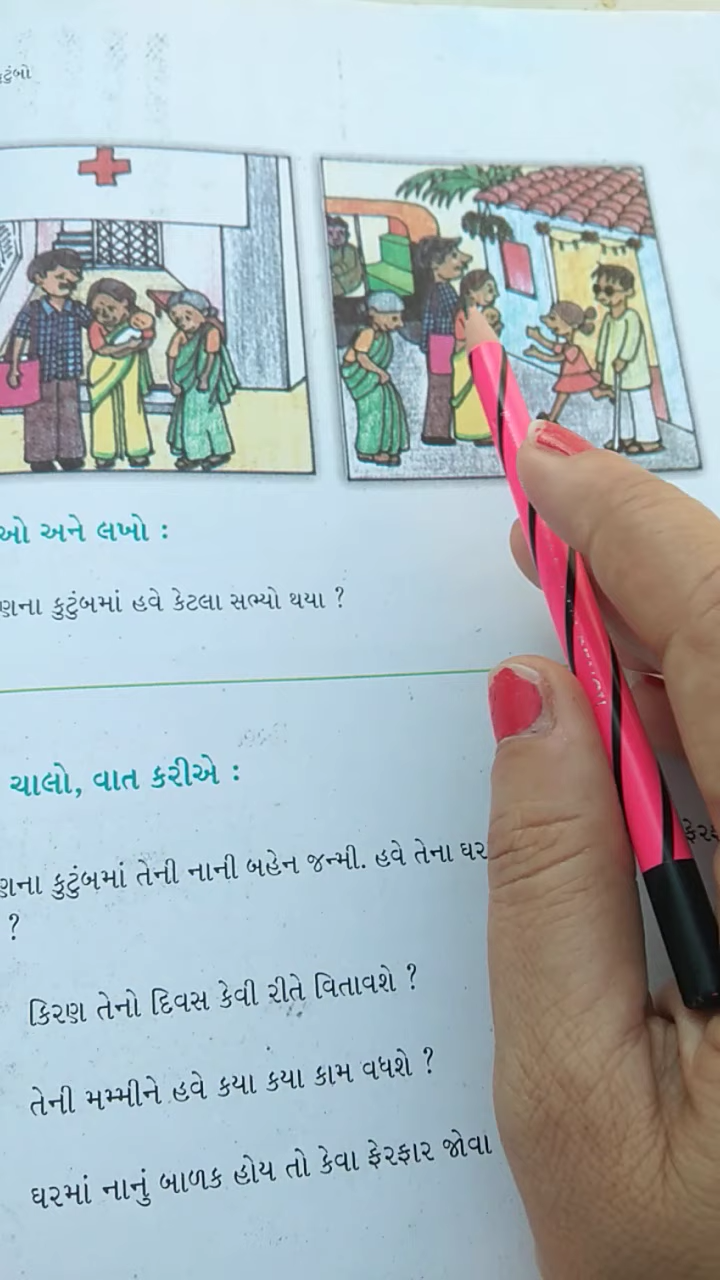 ઓ અને લખો :
ણના કુટુંબમાં હવે કેટલા સભ્યો થયા ?
ચાલો, વાત કરીએ :
ણના કુટુંબમાં તેની નાની બહેન જન્મી. હવે તેના ઘર
?
કિરણ તેનો દિવસ કેવી રીતે વિતાવશે ?
તેની મમ્મીને હવે કયા કયા કામ વધશે ?
ઘરમાં નાનું બાળક હોય તો કેવા ફેરફાર જોવા